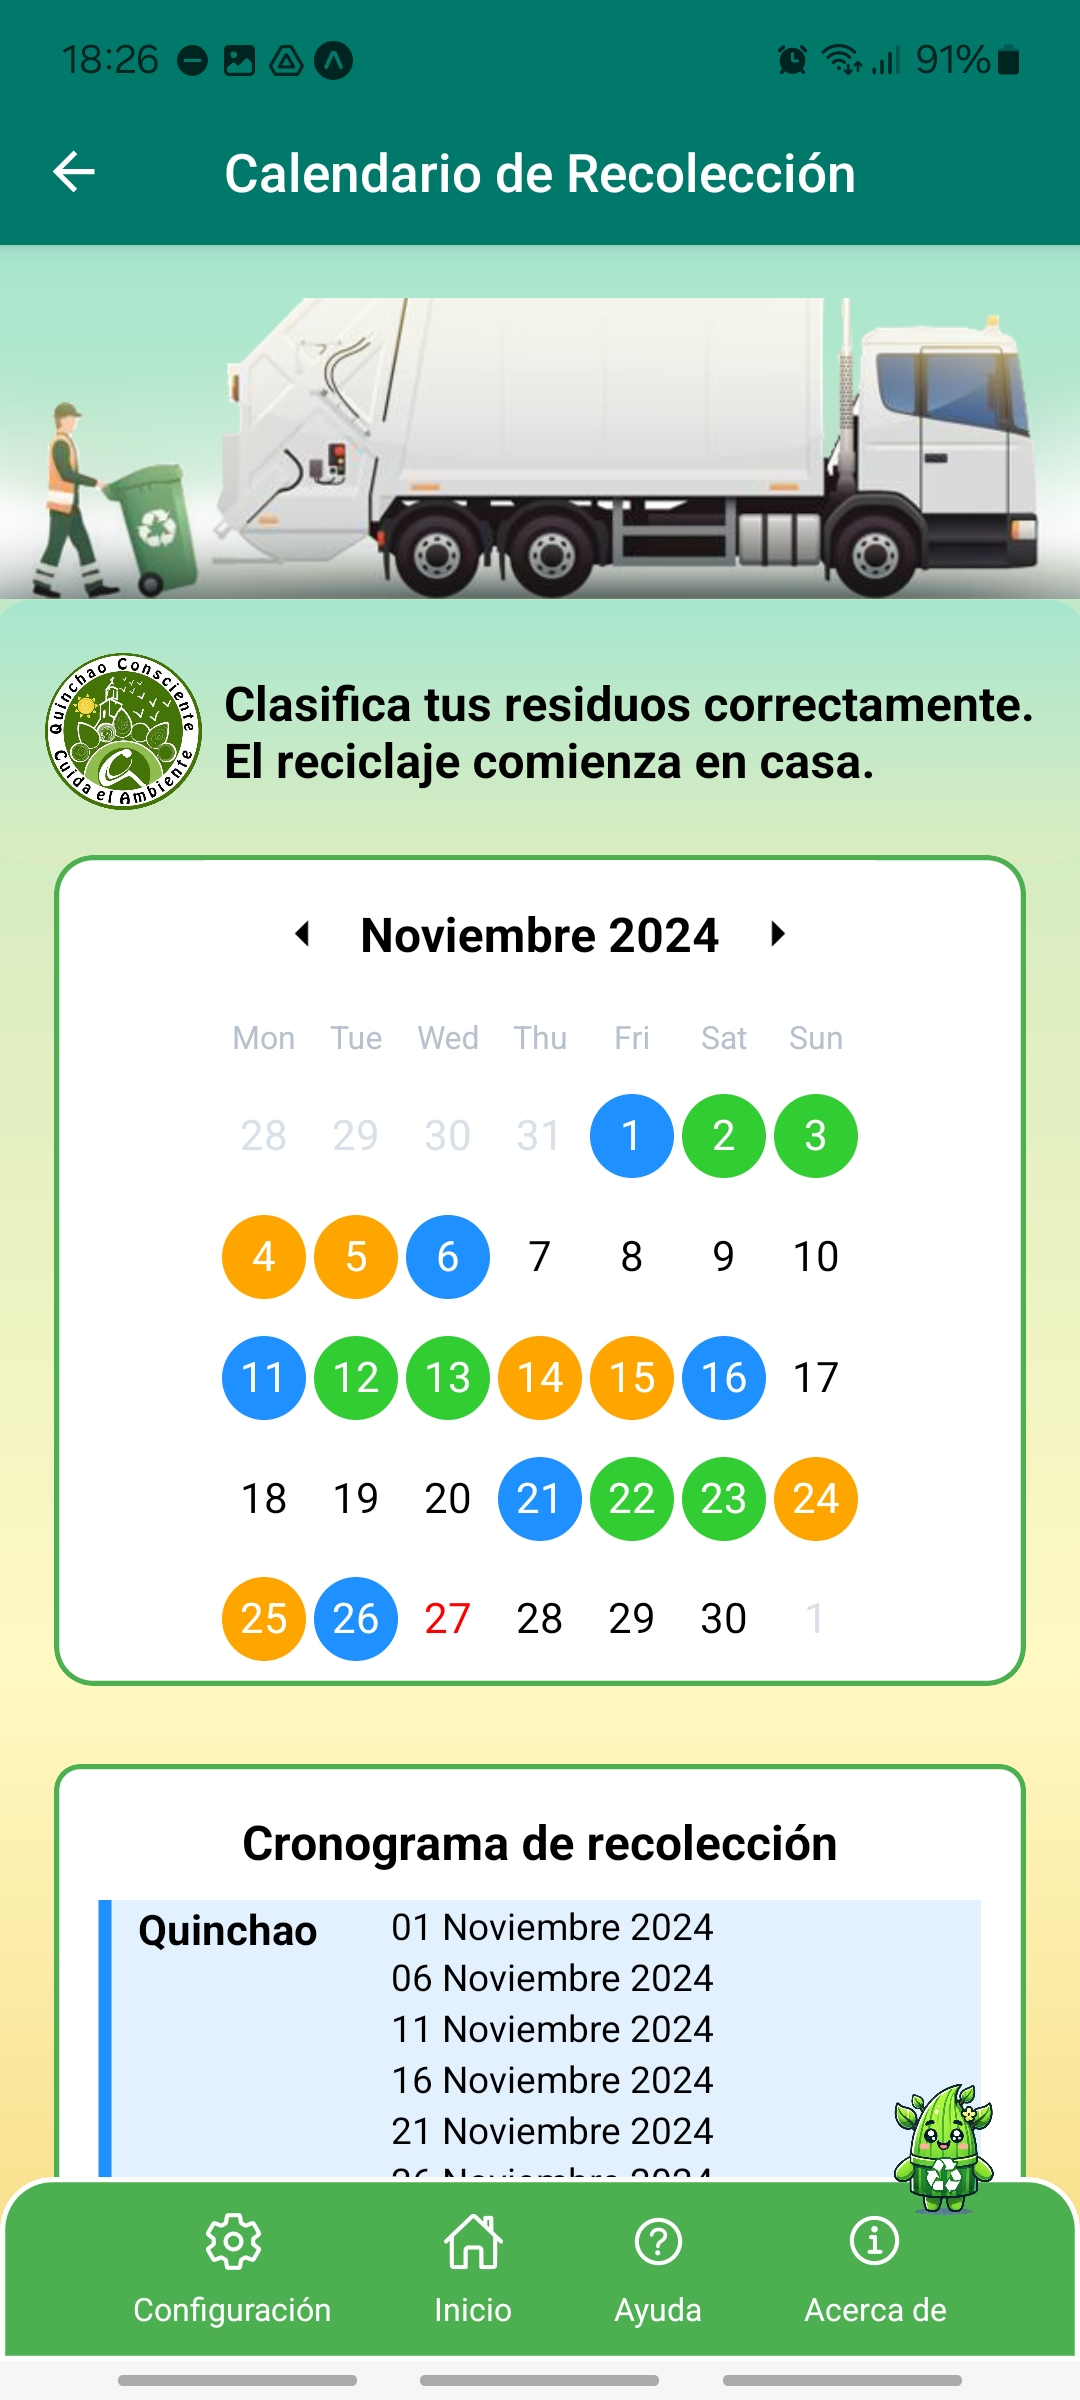 18:26 91%
Calendario de Recolección
Quinchao Consciente
Cuida el Ambiente
Clasifica tus residuos correctamente.
El reciclaje comienza en casa.
Noviembre 2024
Mon Tue Wed Thu Fri Sat Sun
28 29 30 31 1 2 3
4 5 6 7 8 9 10
11 12 13 14 15 16 17
18 19 20 21 22 23 24
25 26 27 28 29 30 1
Cronograma de recolección
Quinchao 01 Noviembre 2024
06 Noviembre 2024
11 Noviembre 2024
16 Noviembre 2024
21 Noviembre 2024
26 Noviembre 2024
Configuración Inicio Ayuda Acerca de